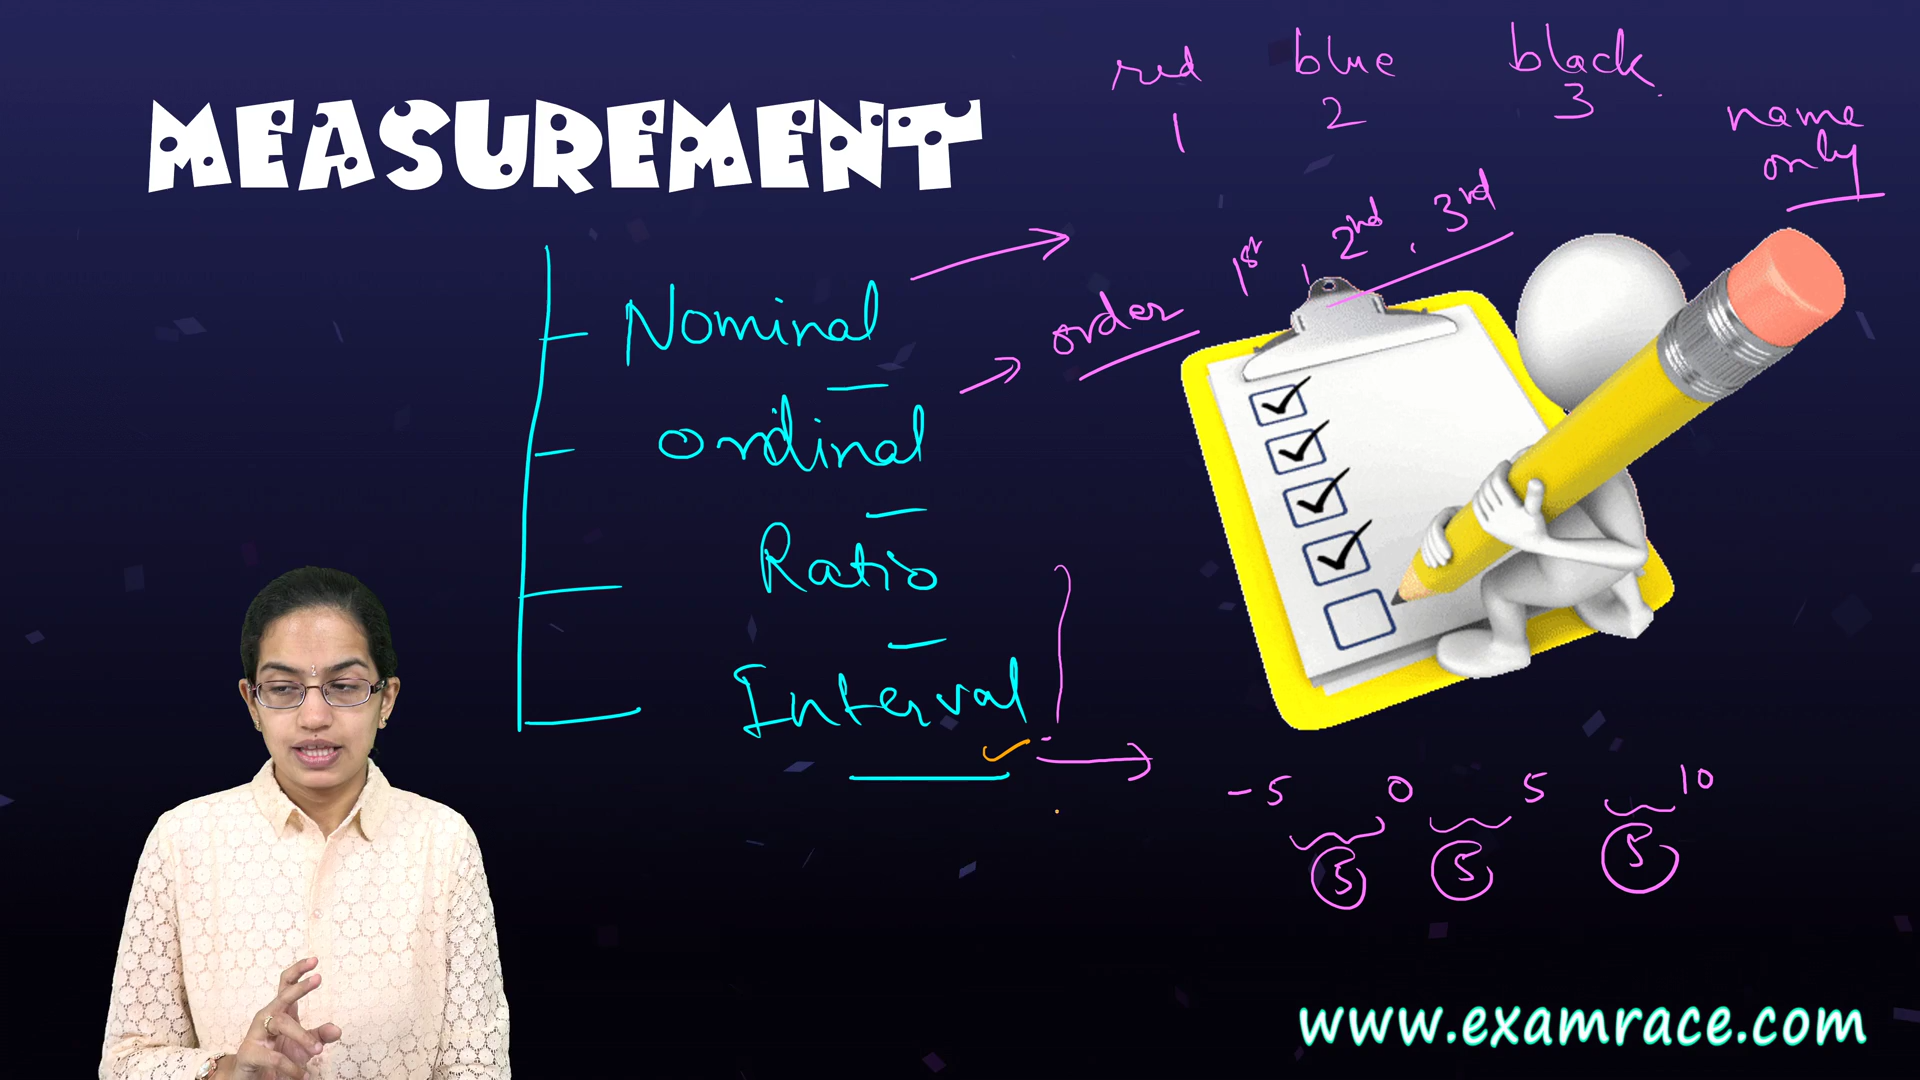 red blue black
1 2 3
name
only
MEASUREMENT
1st, 2nd, 3rd
order
Nominal
Ordinal
Ratio
Interval
-5 0 5 10
5 5 5
www.examrace.com